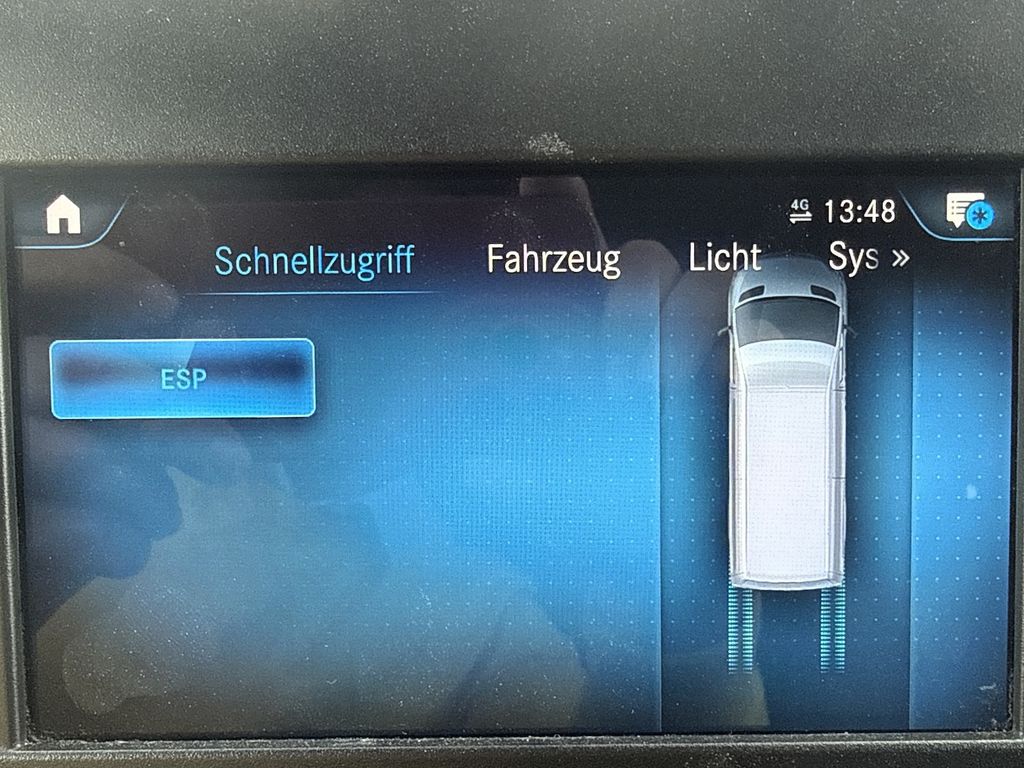 4G 13:48
Schnellzugriff Fahrzeug Licht Sys »
ESP